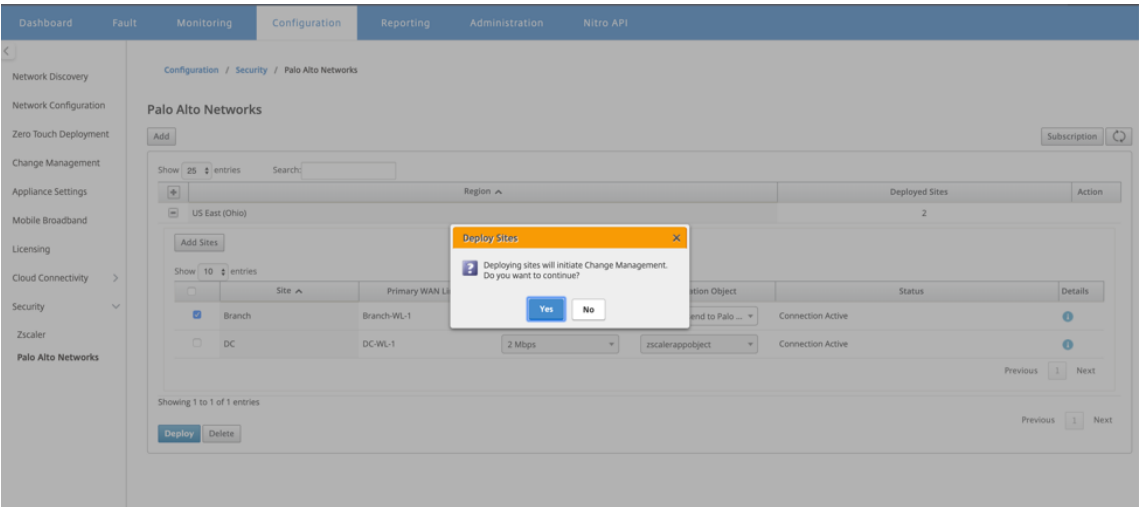 Dashboard Fault Monitoring Configuration Reporting Administration Nitro API
Network Discovery
Network Configuration
Zero Touch Deployment
Change Management
Appliance Settings
Mobile Broadband
Licensing
Cloud Connectivity
Security
Zscaler
Palo Alto Networks
Configuration / Security / Palo Alto Networks
Palo Alto Networks
Add Subscription
Show 25 entries Search:
Region Deployed Sites Action
US East (Ohio) 2
Add Sites
Show 10 entries
Site Primary WAN ation Object Status Details
Branch Branch-WL-1 end to Palo ... Connection Active
DC DC-WL-1 2 Mbps zscalerappobject Connection Active
Previous 1 Next
Showing 1 to 1 of 1 entries
Previous 1 Next
Deploy Delete
Deploy Sites
Deploying sites will initiate Change Management.
Do you want to continue?
Yes No